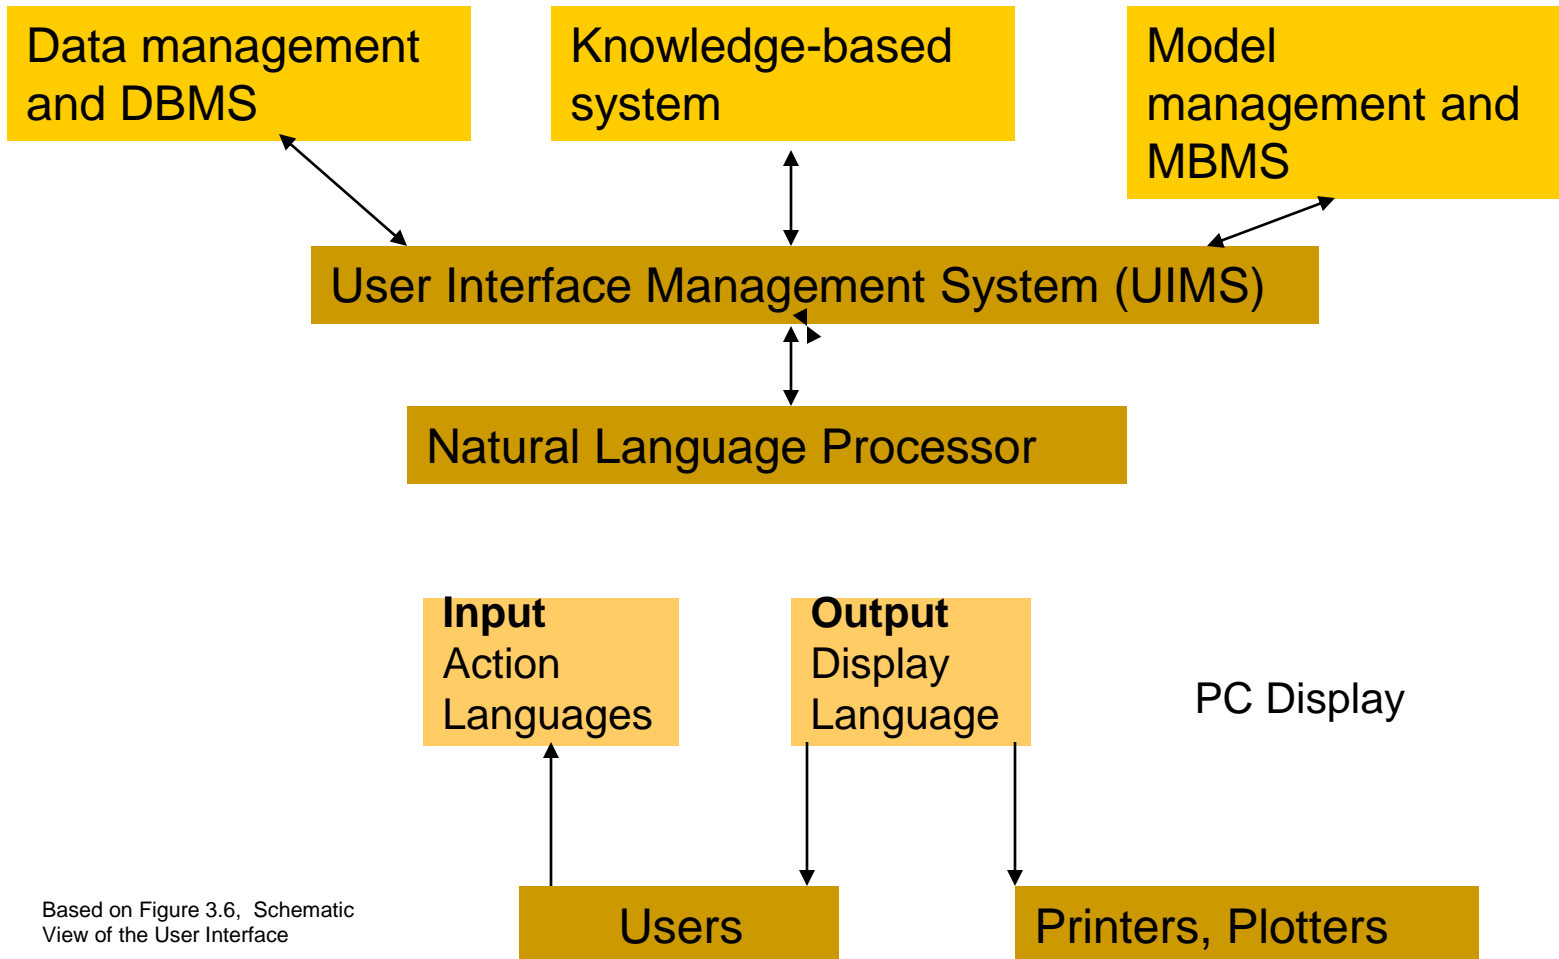 Data management
and DBMS
Knowledge-based
system
Model
management and
MBMS
User Interface Management System (UIMS)
Natural Language Processor
Input
Action
Languages
Output
Display
Language
PC Display
Users
Printers, Plotters
Based on Figure 3.6, Schematic
View of the User Interface